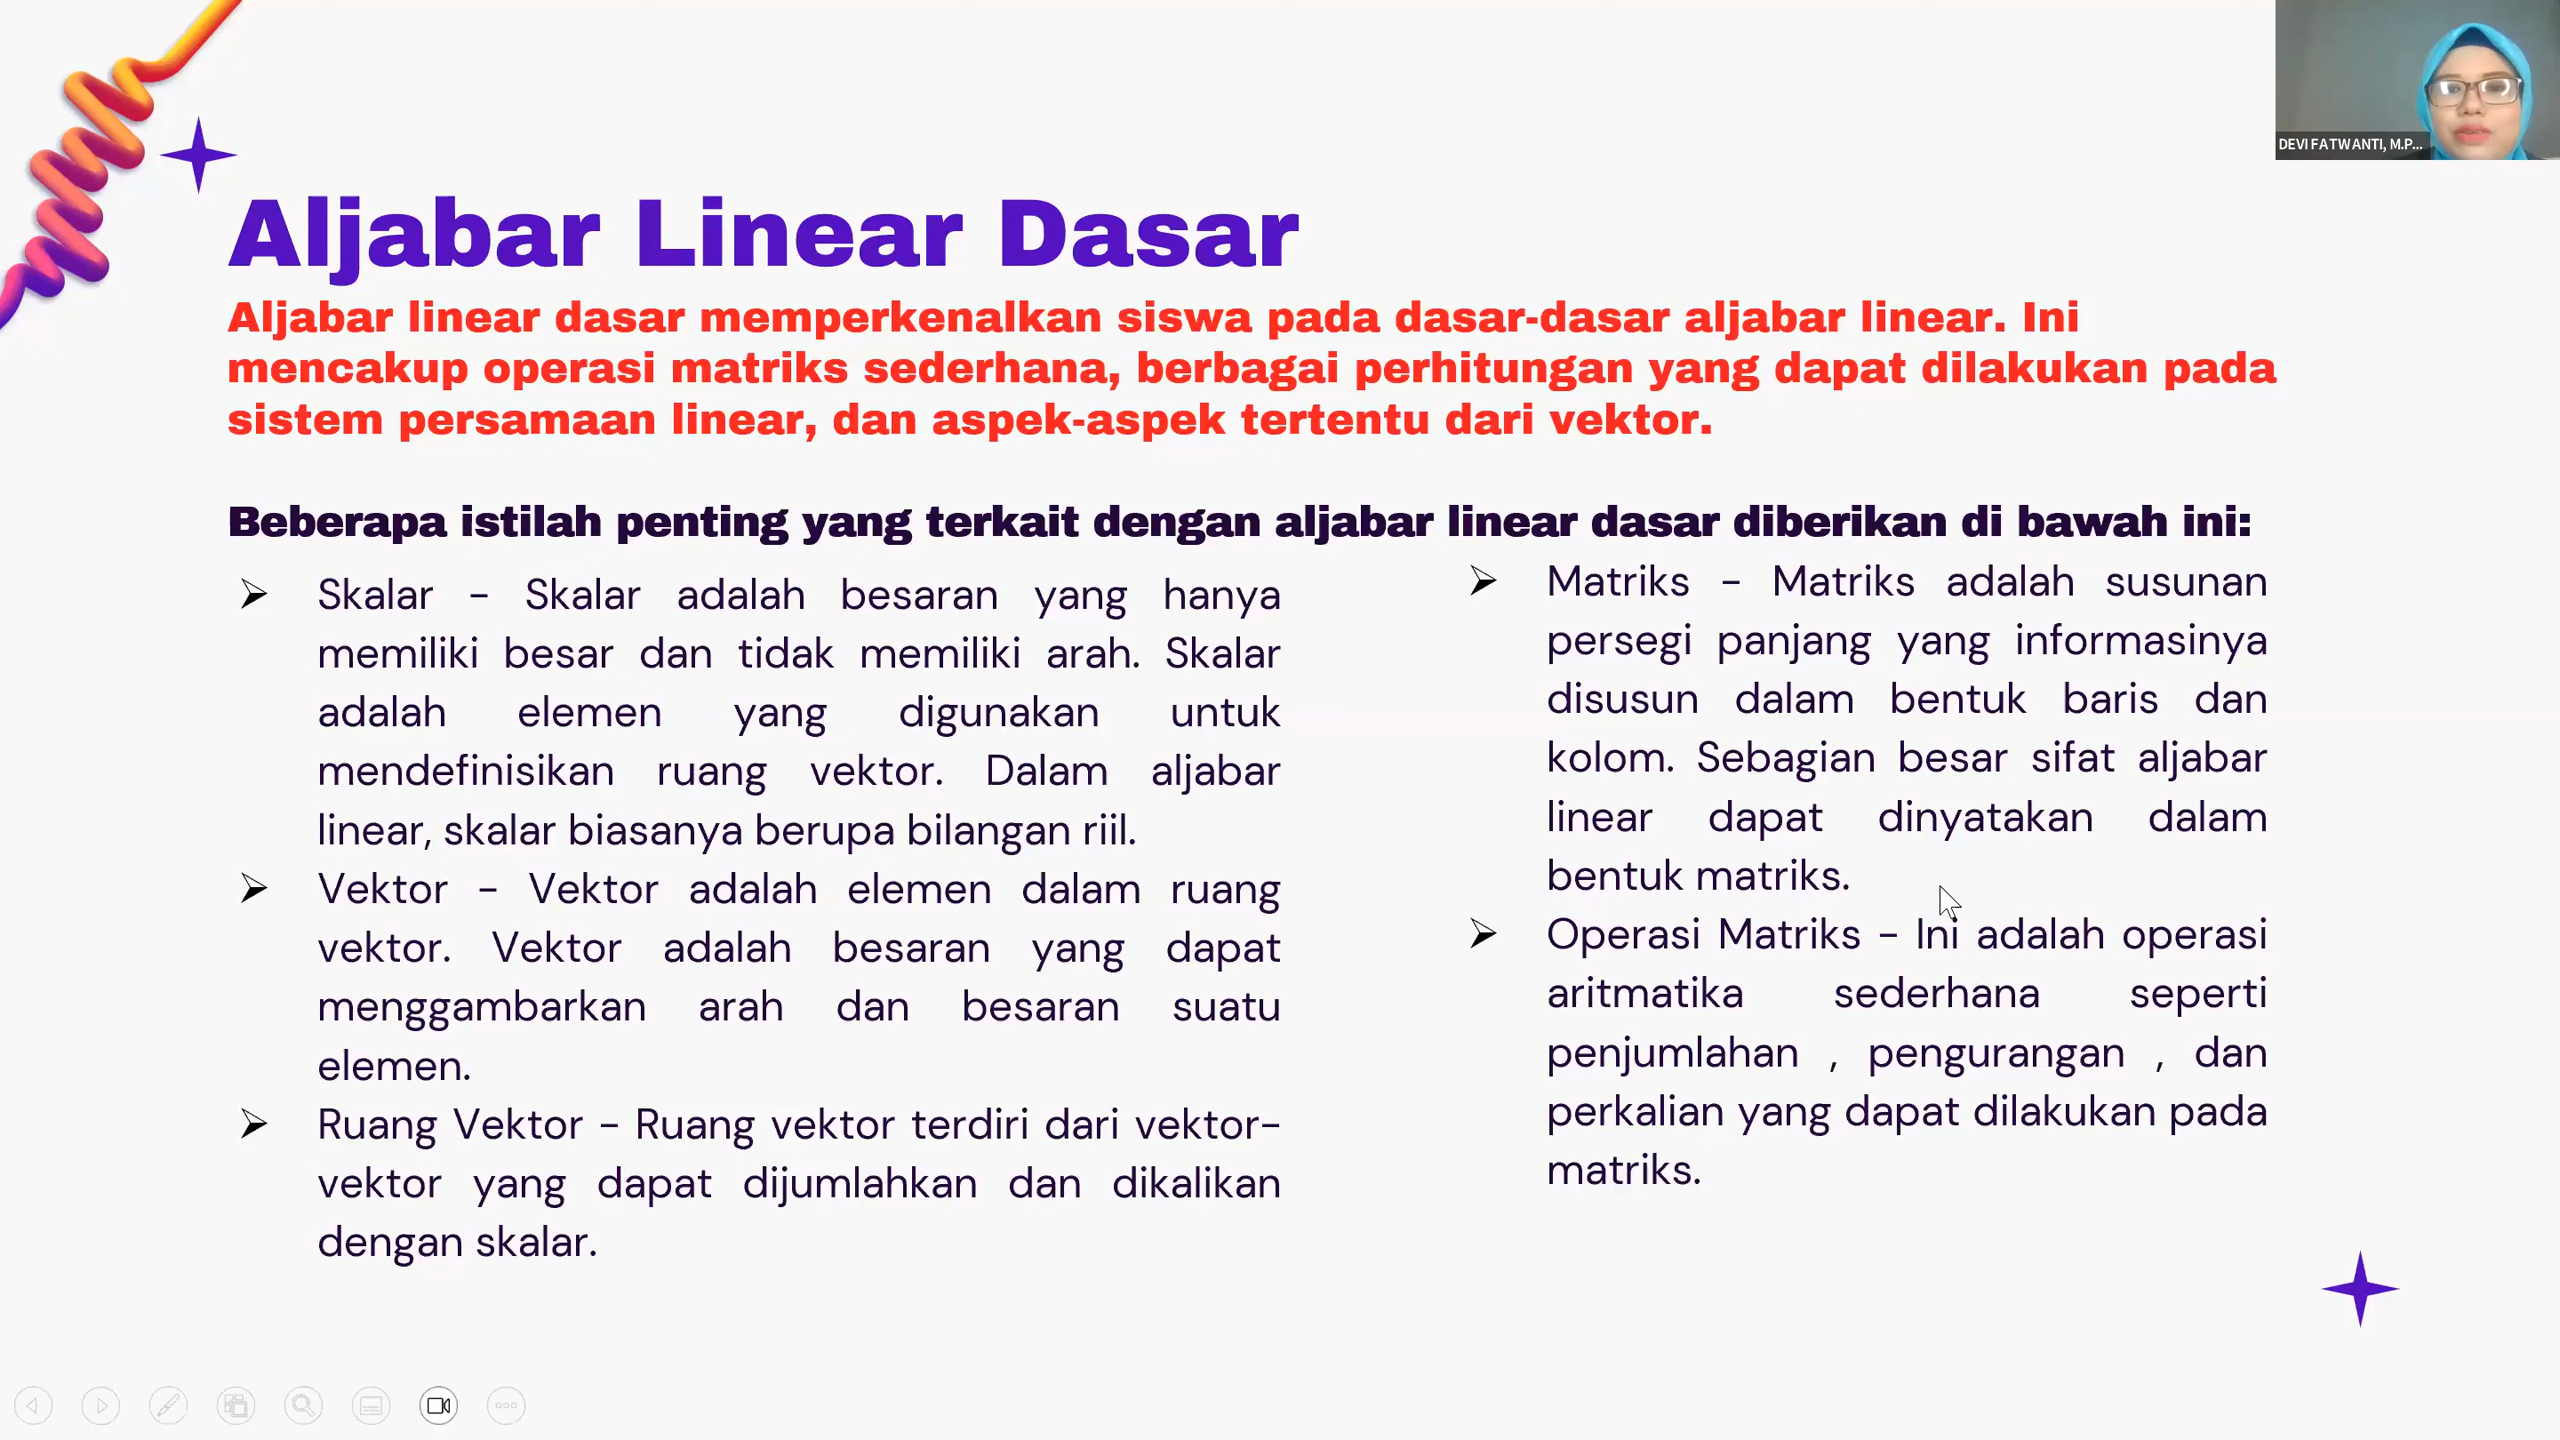 DEVI FATWANTI, M.P...
Aljabar Linear Dasar
Aljabar linear dasar memperkenalkan siswa pada dasar-dasar aljabar linear. Ini
mencakup operasi matriks sederhana, berbagai perhitungan yang dapat dilakukan pada
sistem persamaan linear, dan aspek-aspek tertentu dari vektor.
Beberapa istilah penting yang terkait dengan aljabar linear dasar diberikan di bawah ini:
Skalar - Skalar adalah besaran yang hanya
memiliki besar dan tidak memiliki arah. Skalar
adalah elemen yang digunakan untuk
mendefinisikan ruang vektor. Dalam aljabar
linear, skalar biasanya berupa bilangan riil.
Vektor - Vektor adalah elemen dalam ruang
vektor. Vektor adalah besaran yang dapat
menggambarkan arah dan besaran suatu
elemen.
Ruang Vektor - Ruang vektor terdiri dari vektor-
vektor yang dapat dijumlahkan dan dikalikan
dengan skalar.
Matriks - Matriks adalah susunan
persegi panjang yang informasinya
disusun dalam bentuk baris dan
kolom. Sebagian besar sifat aljabar
linear dapat dinyatakan dalam
bentuk matriks.
Operasi Matriks - Ini adalah operasi
aritmatika sederhana seperti
penjumlahan , pengurangan , dan
perkalian yang dapat dilakukan pada
matriks.